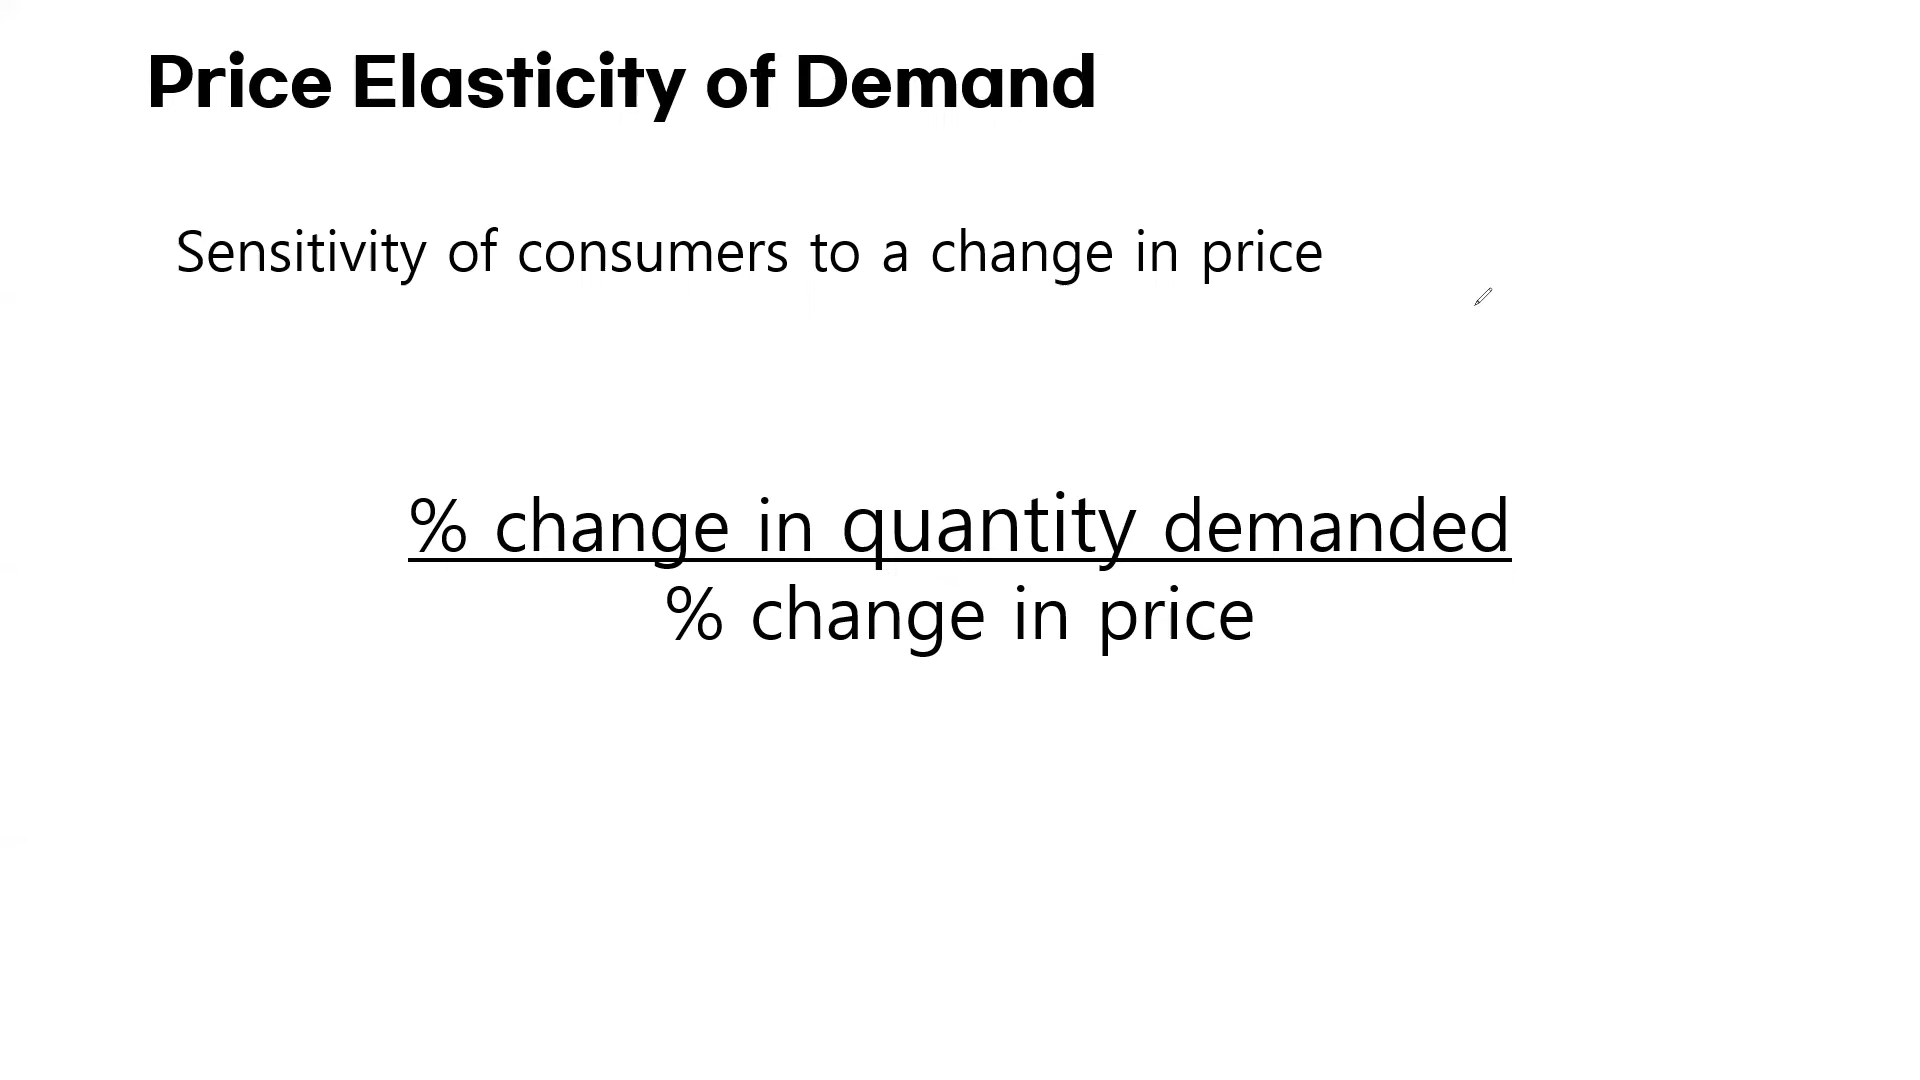 Price Elasticity of Demand
Sensitivity of consumers to a change in price
% change in quantity demanded
% change in price